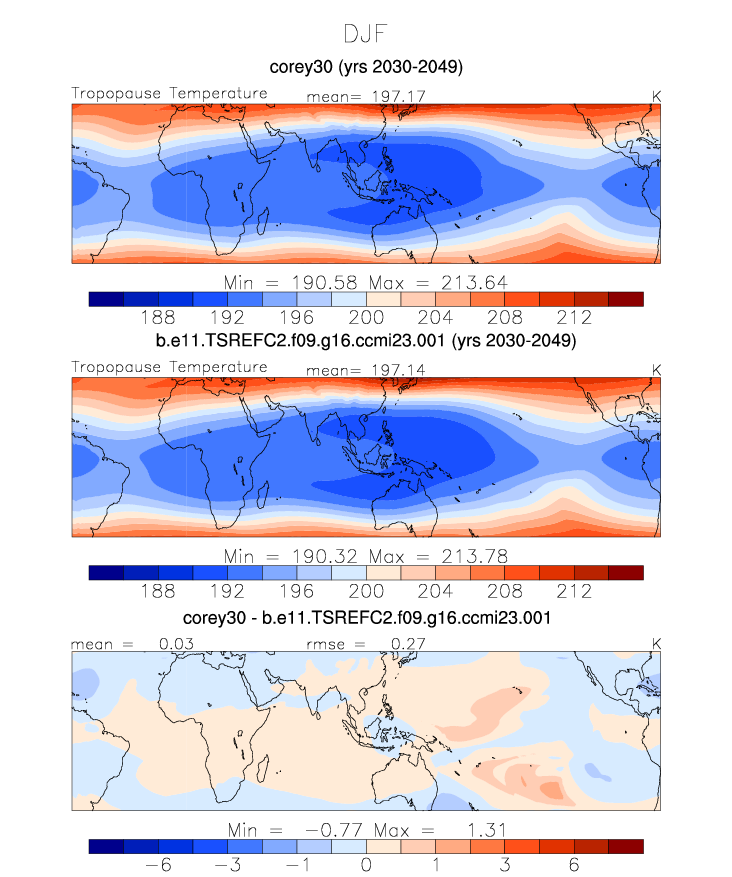 DJF
corey30 (yrs 2030-2049)
Tropopause Temperature mean= 197.17 K
Min = 190.58 Max = 213.64
188 192 196 200 204 208 212
b.e11.TSREFC2.f09.g16.ccmi23.001 (yrs 2030-2049)
Tropopause Temperature mean= 197.14 K
Min = 190.32 Max = 213.78
188 192 196 200 204 208 212
corey30 - b.e11.TSREFC2.f09.g16.ccmi23.001
mean = 0.03 rmse = 0.27 K
Min = -0.77 Max = 1.31
-6 -3 -1 0 1 3 6